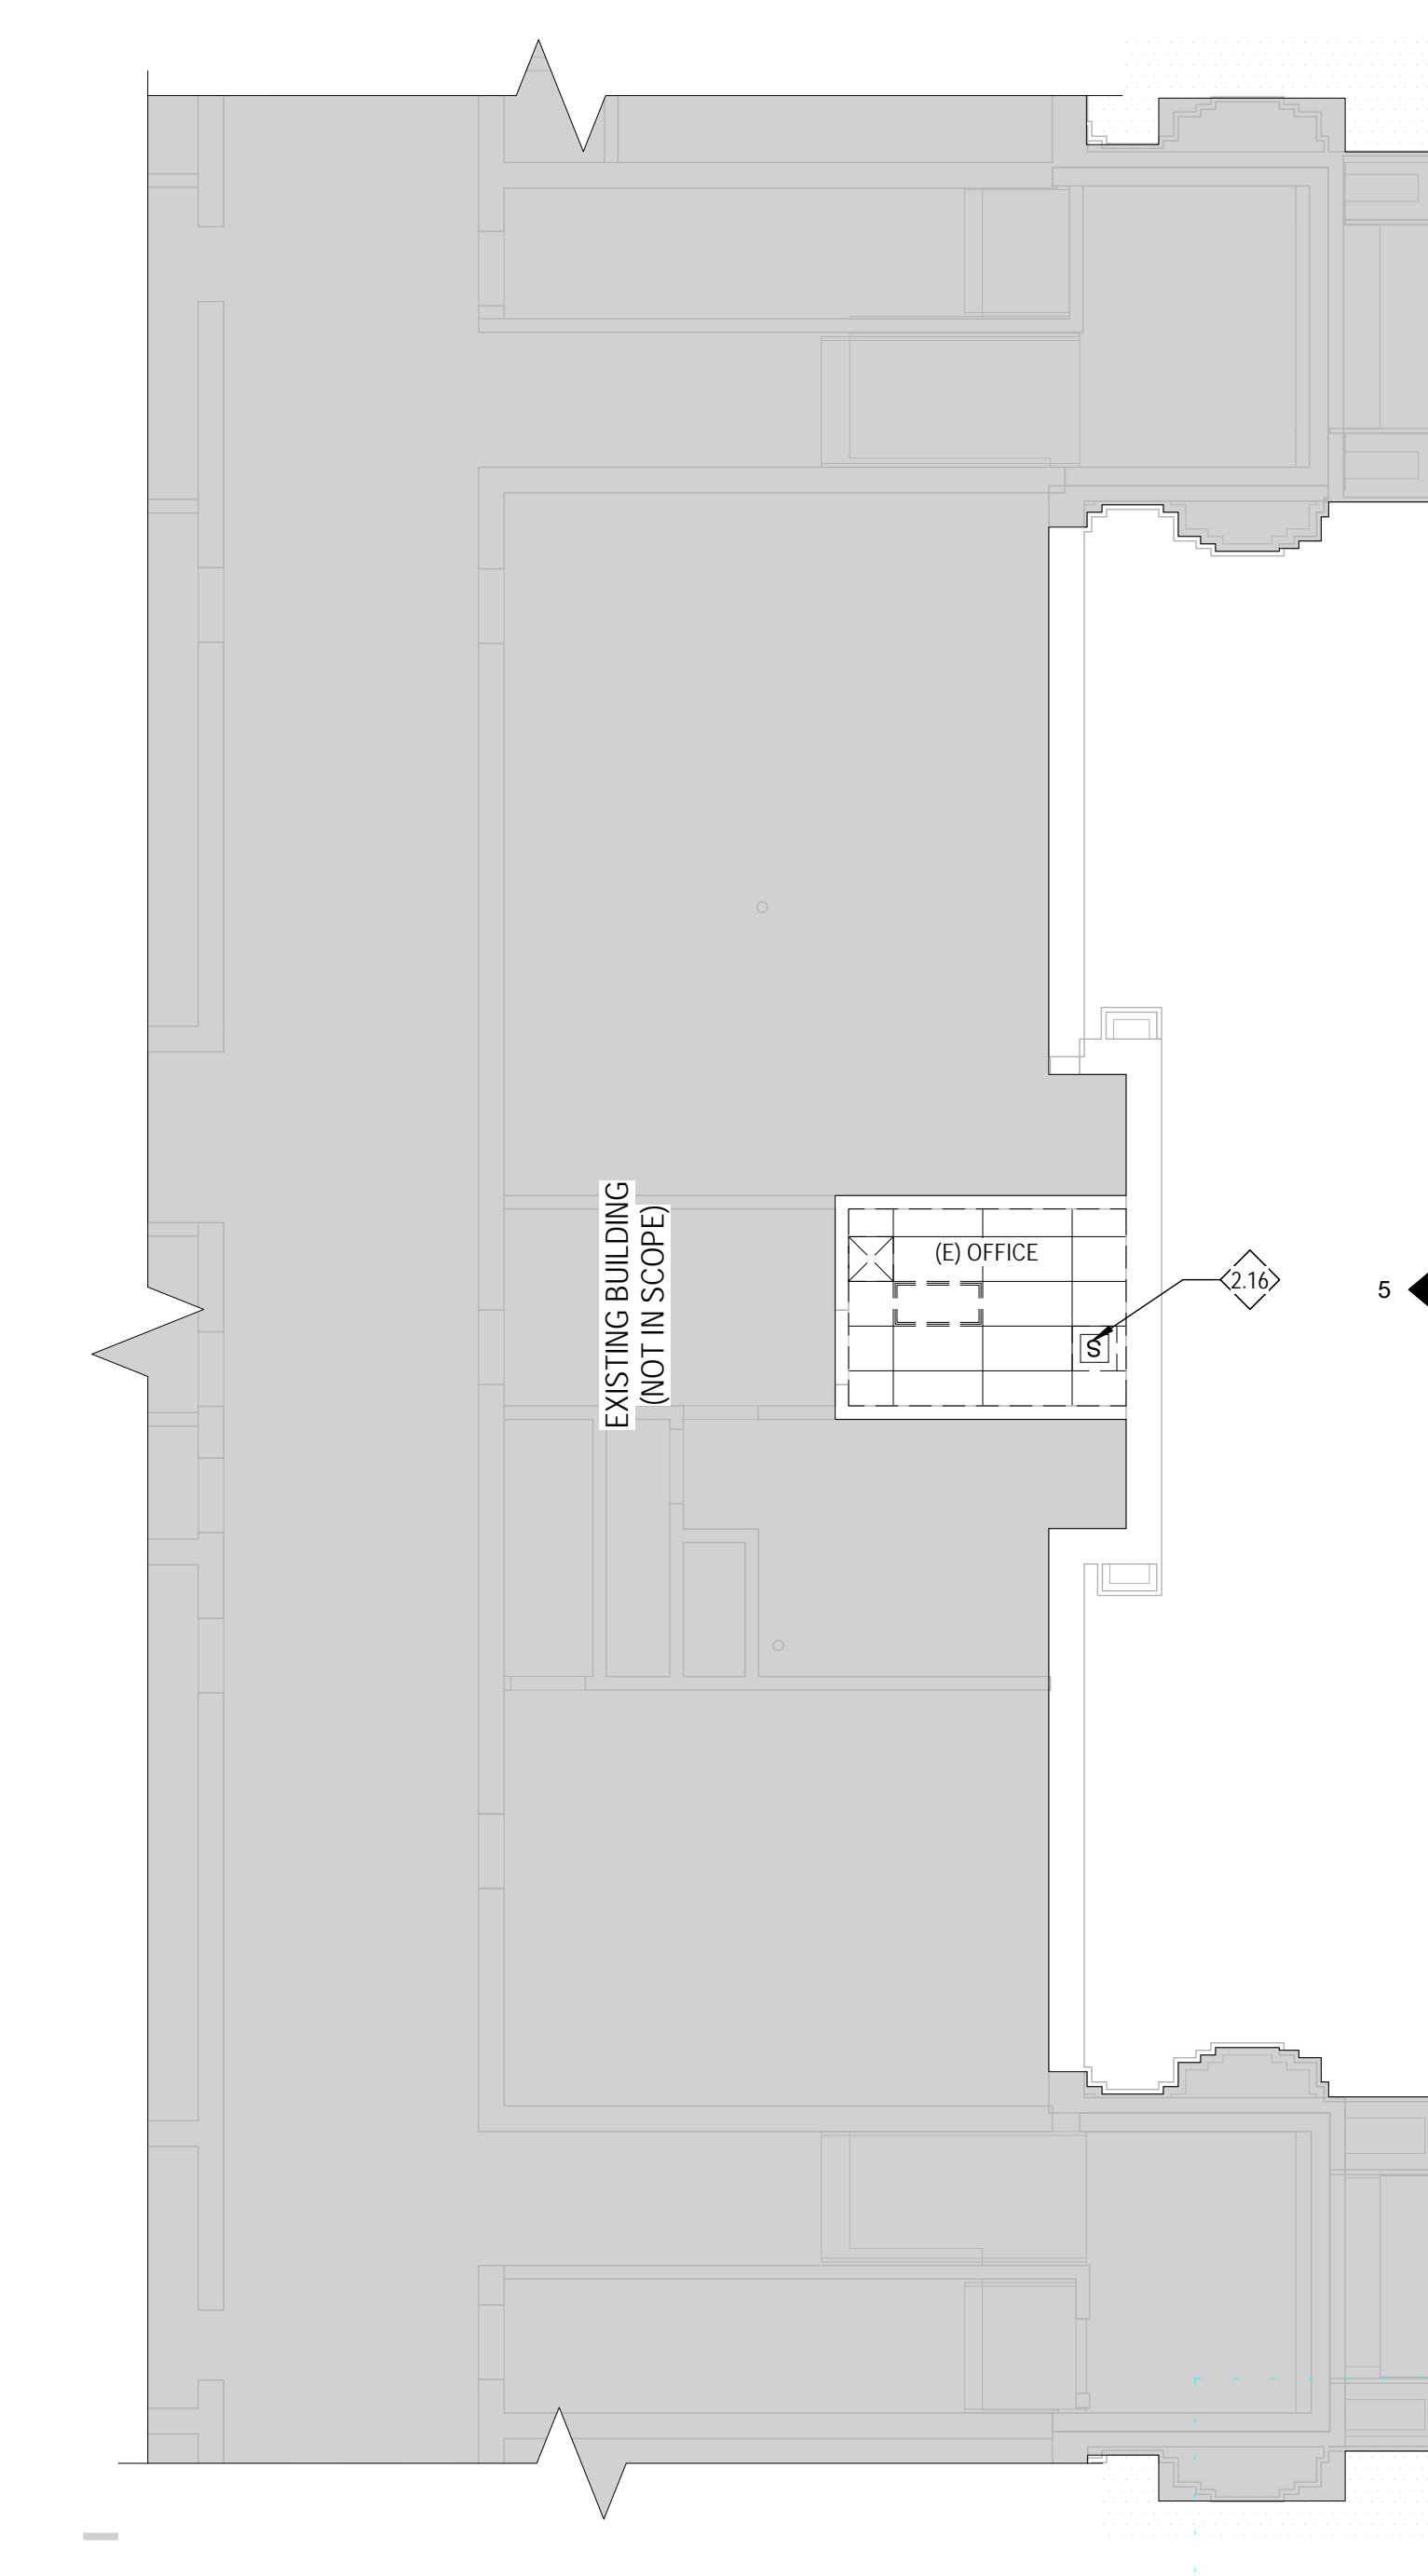 EXISTING BUILDING
(NOT IN SCOPE)
(E) OFFICE
2.16
5
S